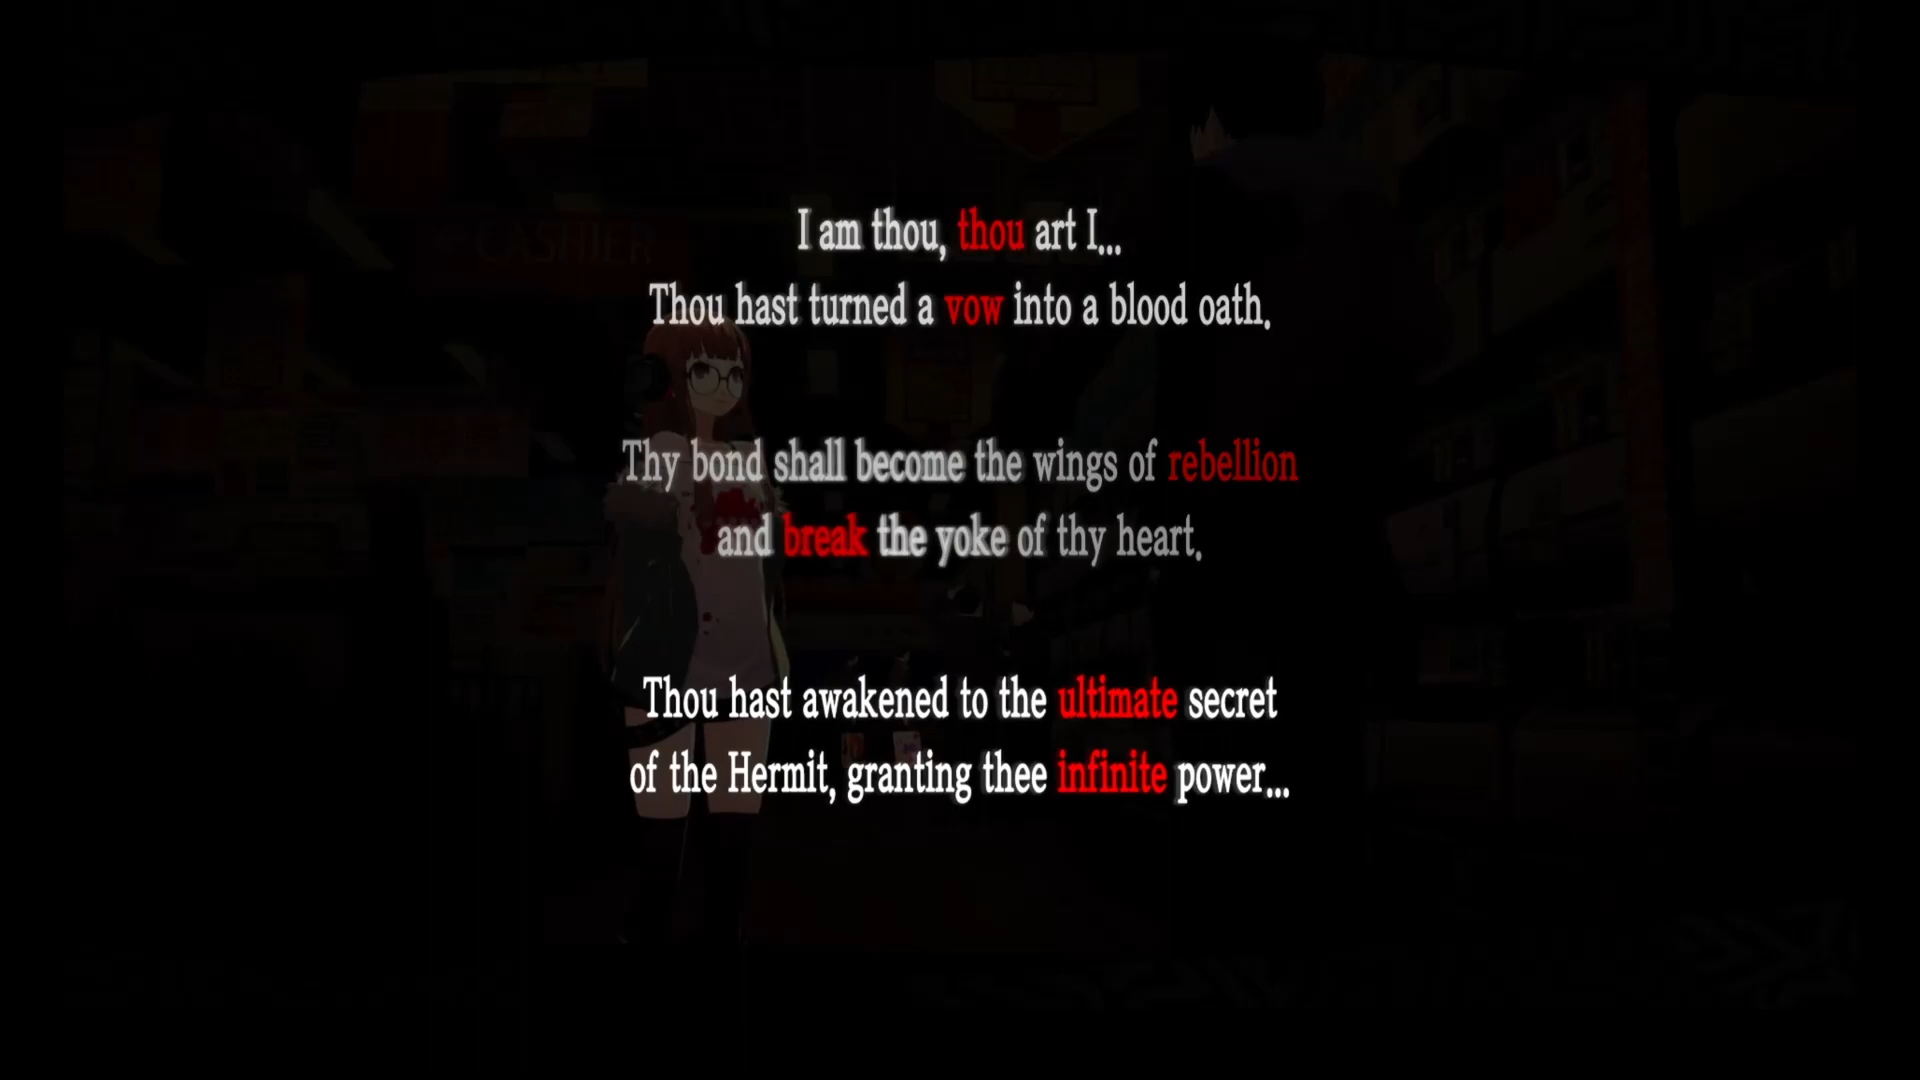 CASHIER
I am thou, thou art I...
Thou hast turned a vow into a blood oath.
Thy bond shall become the wings of rebellion
and break the yoke of thy heart.
Thou hast awakened to the ultimate secret
of the Hermit, granting thee infinite power...